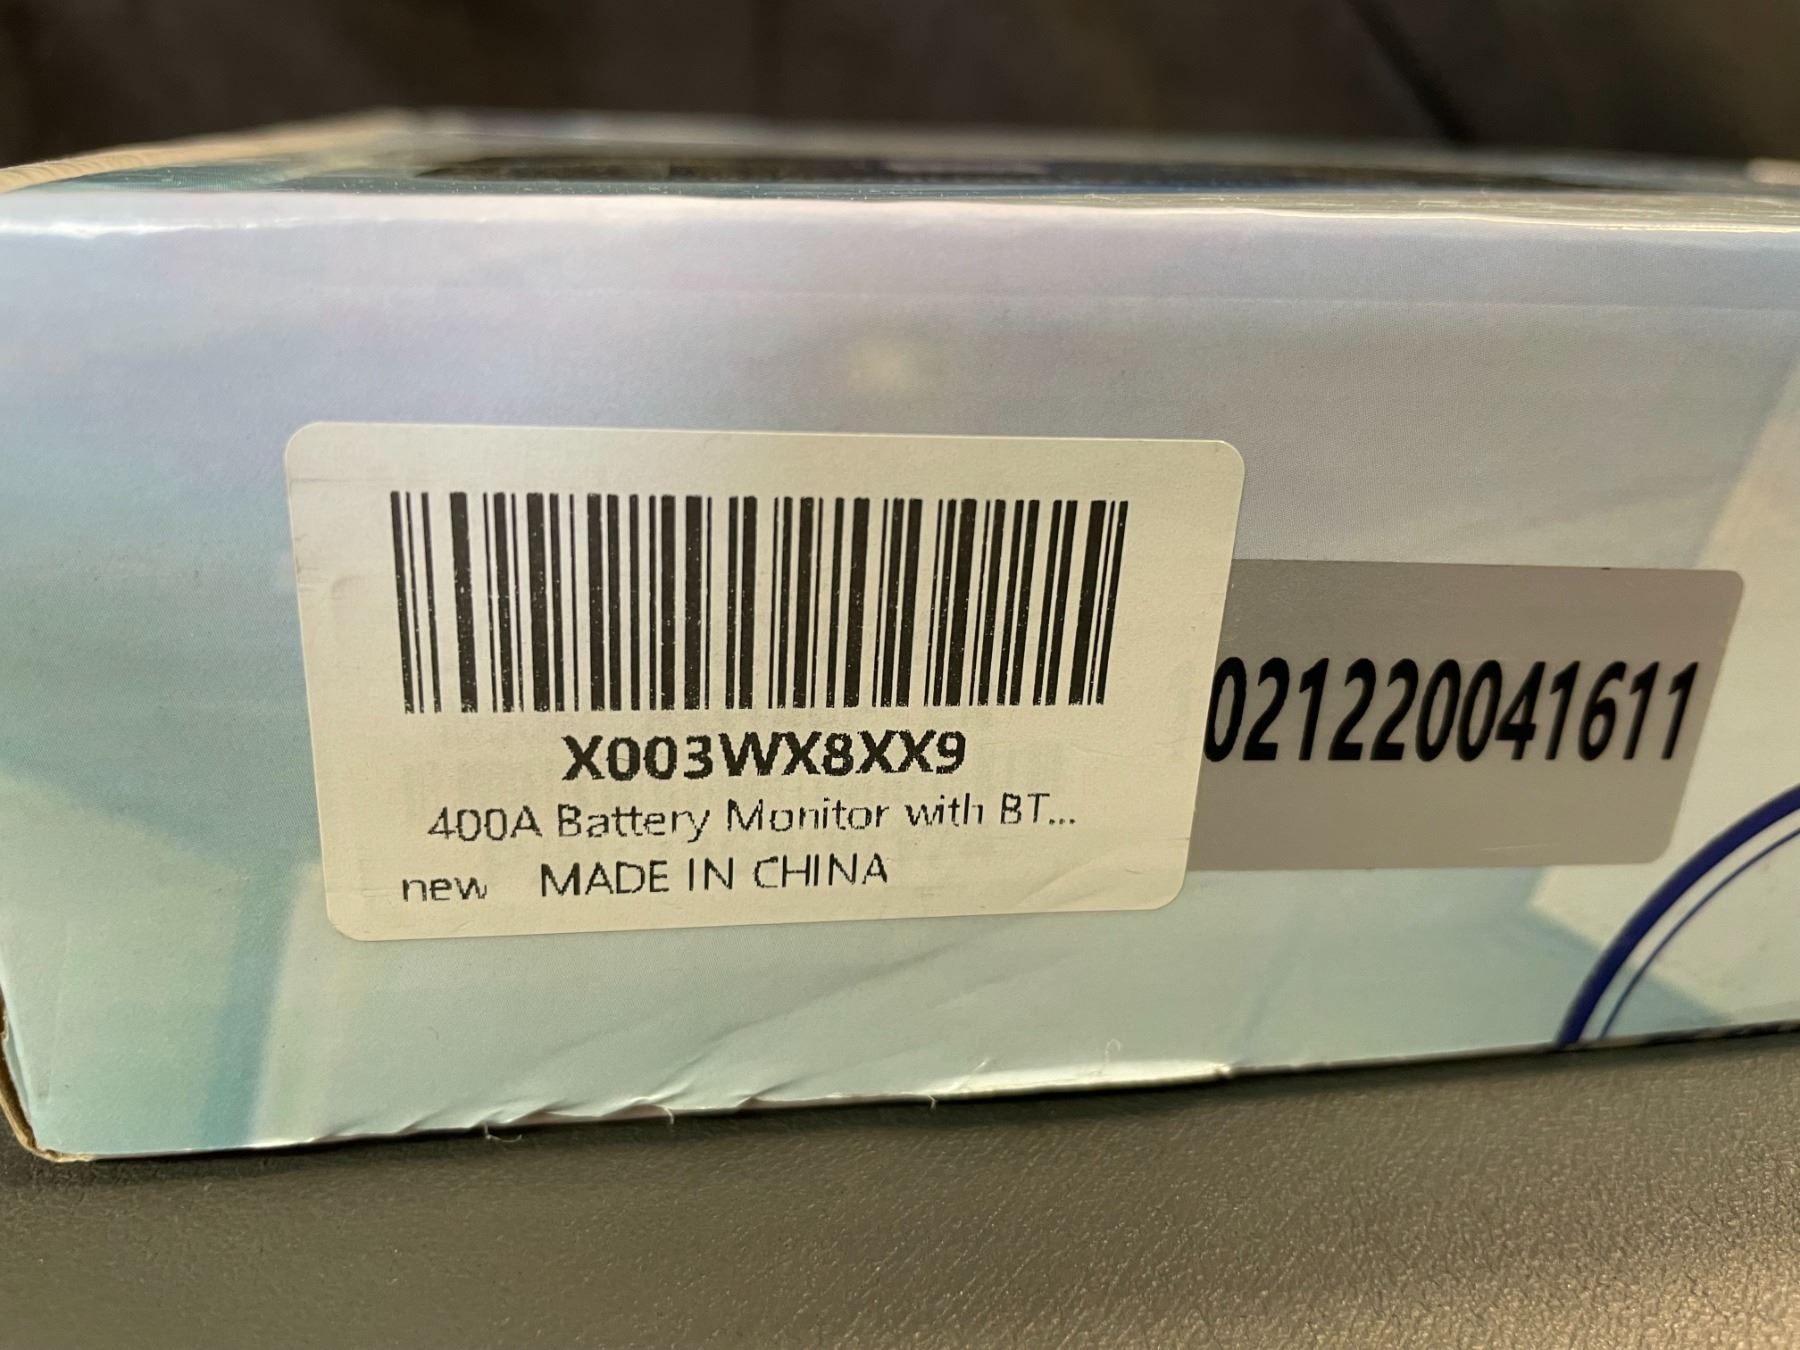 X003WX8XX9
400A Battery Monitor with BT...
new MADE IN CHINA
021220041611